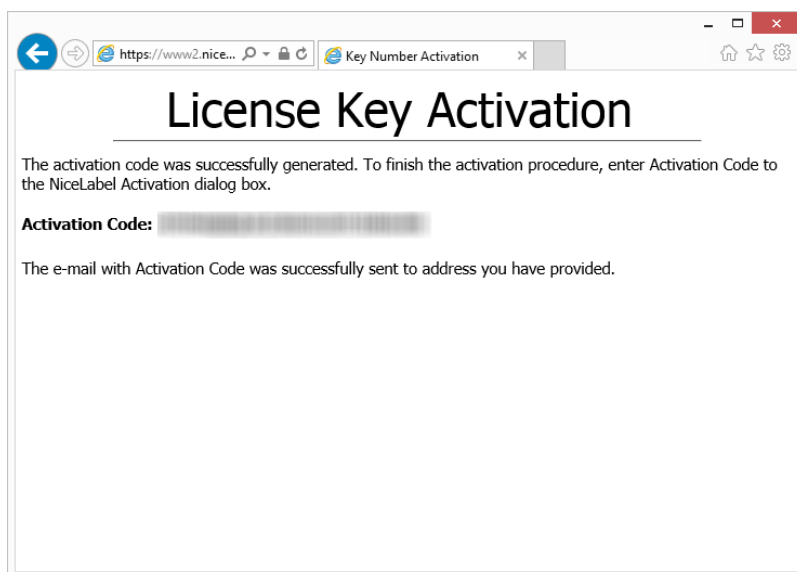 https://www2.nice...
Key Number Activation
License Key Activation
The activation code was successfully generated. To finish the activation procedure, enter Activation Code to
the NiceLabel Activation dialog box.
Activation Code:
The e-mail with Activation Code was successfully sent to address you have provided.